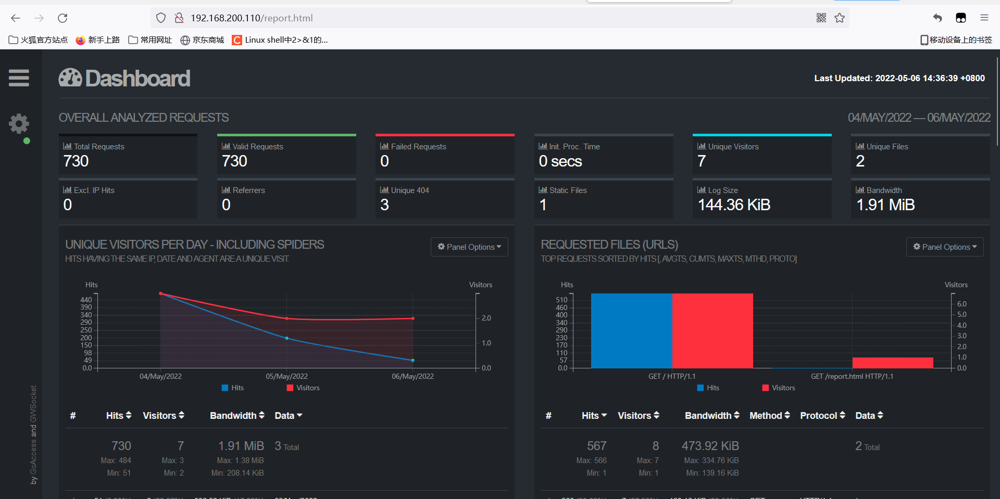 192.168.200.110/report.html
火狐官方站点 新手上路 常用网址 京东商城 C Linux shell中2>&1的... 移动设备上的书签
Dashboard
Last Updated: 2022-05-06 14:36:39 +0800
OVERALL ANALYZED REQUESTS
04/MAY/2022 — 06/MAY/2022
Total Requests
730
Valid Requests
730
Failed Requests
0
Init. Proc. Time
0 secs
Unique Visitors
7
Unique Files
2
Excl. IP Hits
0
Referrers
0
Unique 404
3
Static Files
1
Log Size
144.36 KiB
Bandwidth
1.91 MiB
UNIQUE VISITORS PER DAY - INCLUDING SPIDERS
HITS HAVING THE SAME IP, DATE AND AGENT ARE A UNIQUE VISIT.
Panel Options
Hits
Visitors
440
390
340
290
250
200
150
98
49
0.0
2.0
1.0
0.0
04/May/2022 05/May/2022 06/May/2022
Hits Visitors
# Hits Visitors Bandwidth Data
730 7 1.91 MiB 3 Total
Max: 484 Max: 3 Max: 1.38 MiB
Min: 51 Min: 2 Min: 208.14 KiB
REQUESTED FILES (URLS)
TOP REQUESTS SORTED BY HITS [, AVGTS, CUMTS, MAXTS, MTHD, PROTO]
Panel Options
Hits
Visitors
510
460
400
340
290
230
170
110
57
0.0
6.0
5.0
4.0
3.0
2.0
1.0
0.0
GET / HTTP/1.1 GET /report.html HTTP/1.1
Hits Visitors
# Hits Visitors Bandwidth Method Protocol Data
567 8 473.92 KiB 2 Total
Max: 566 Max: 7 Max: 334.76 KiB
Min: 1 Min: 1 Min: 139.16 KiB
by GoAccess and GWSocket